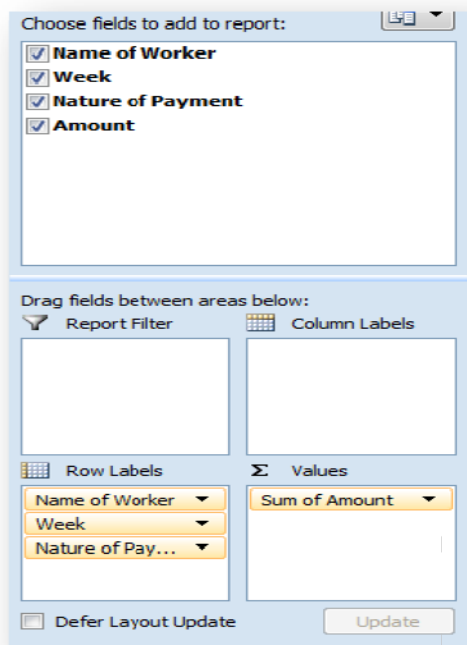 Choose fields to add to report:
Name of Worker
Week
Nature of Payment
Amount
Drag fields between areas below:
Report Filter
Column Labels
Row Labels
Σ Values
Name of Worker
Week
Nature of Pay...
Sum of Amount
Defer Layout Update
Update